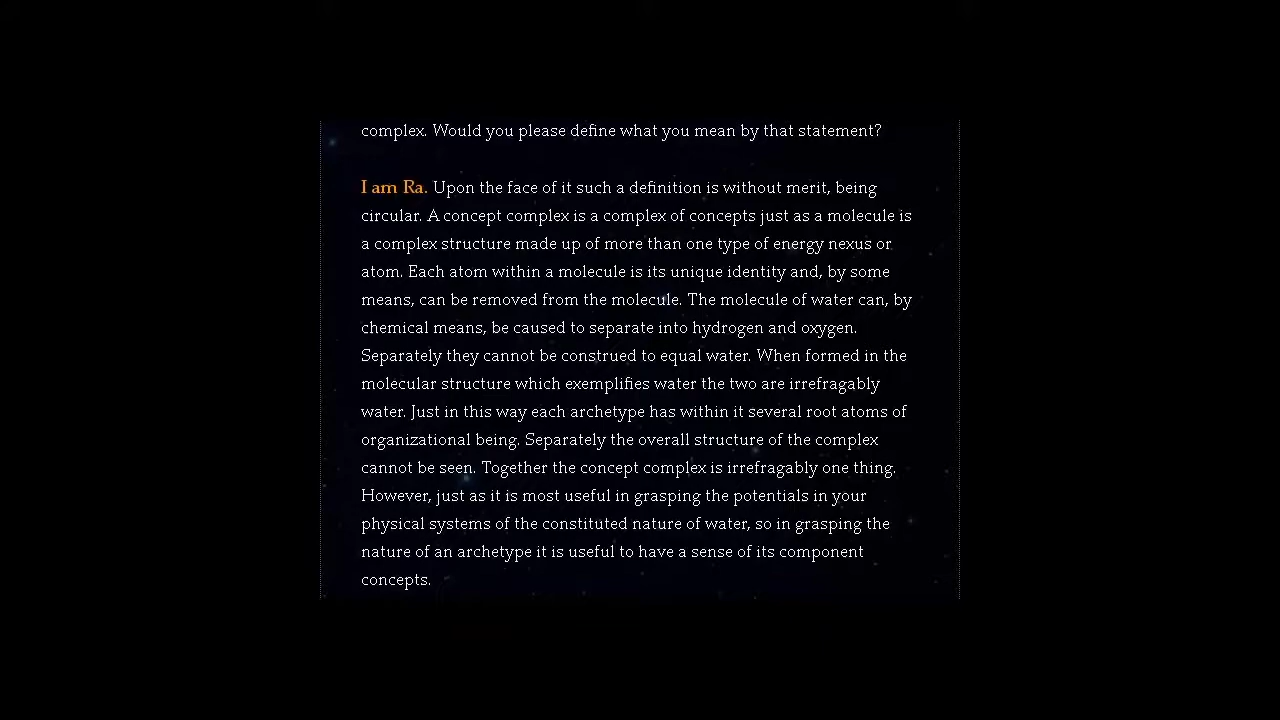 complex. Would you please define what you mean by that statement?
I am Ra. Upon the face of it such a definition is without merit, being
circular. A concept complex is a complex of concepts just as a molecule is
a complex structure made up of more than one type of energy nexus or
atom. Each atom within a molecule is its unique identity and, by some
means, can be removed from the molecule. The molecule of water can, by
chemical means, be caused to separate into hydrogen and oxygen.
Separately they cannot be construed to equal water. When formed in the
molecular structure which exemplifies water the two are irrefragably
water. Just in this way each archetype has within it several root atoms of
organizational being. Separately the overall structure of the complex
cannot be seen. Together the concept complex is irrefragably one thing.
However, just as it is most useful in grasping the potentials in your
physical systems of the constituted nature of water, so in grasping the
nature of an archetype it is useful to have a sense of its component
concepts.